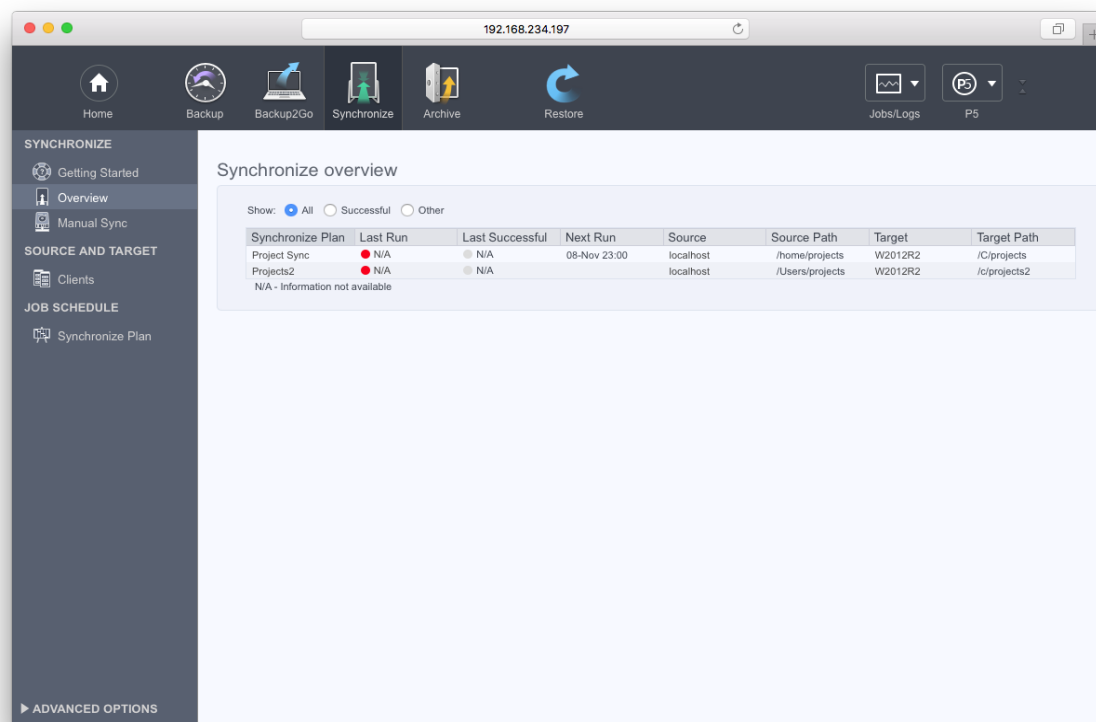 192.168.234.197
Home
Backup
Backup2Go
Synchronize
Archive
Restore
Jobs/Logs
P5
P5
SYNCHRONIZE
Getting Started
Overview
Manual Sync
SOURCE AND TARGET
Clients
JOB SCHEDULE
Synchronize Plan
ADVANCED OPTIONS
Synchronize overview
Show: All Successful Other
Synchronize Plan Last Run Last Successful Next Run Source Source Path Target Target Path
Project Sync N/A N/A 08-Nov 23:00 localhost /home/projects W2012R2 /C/projects
Projects2 N/A N/A localhost /Users/projects W2012R2 /c/projects2
N/A - Information not available